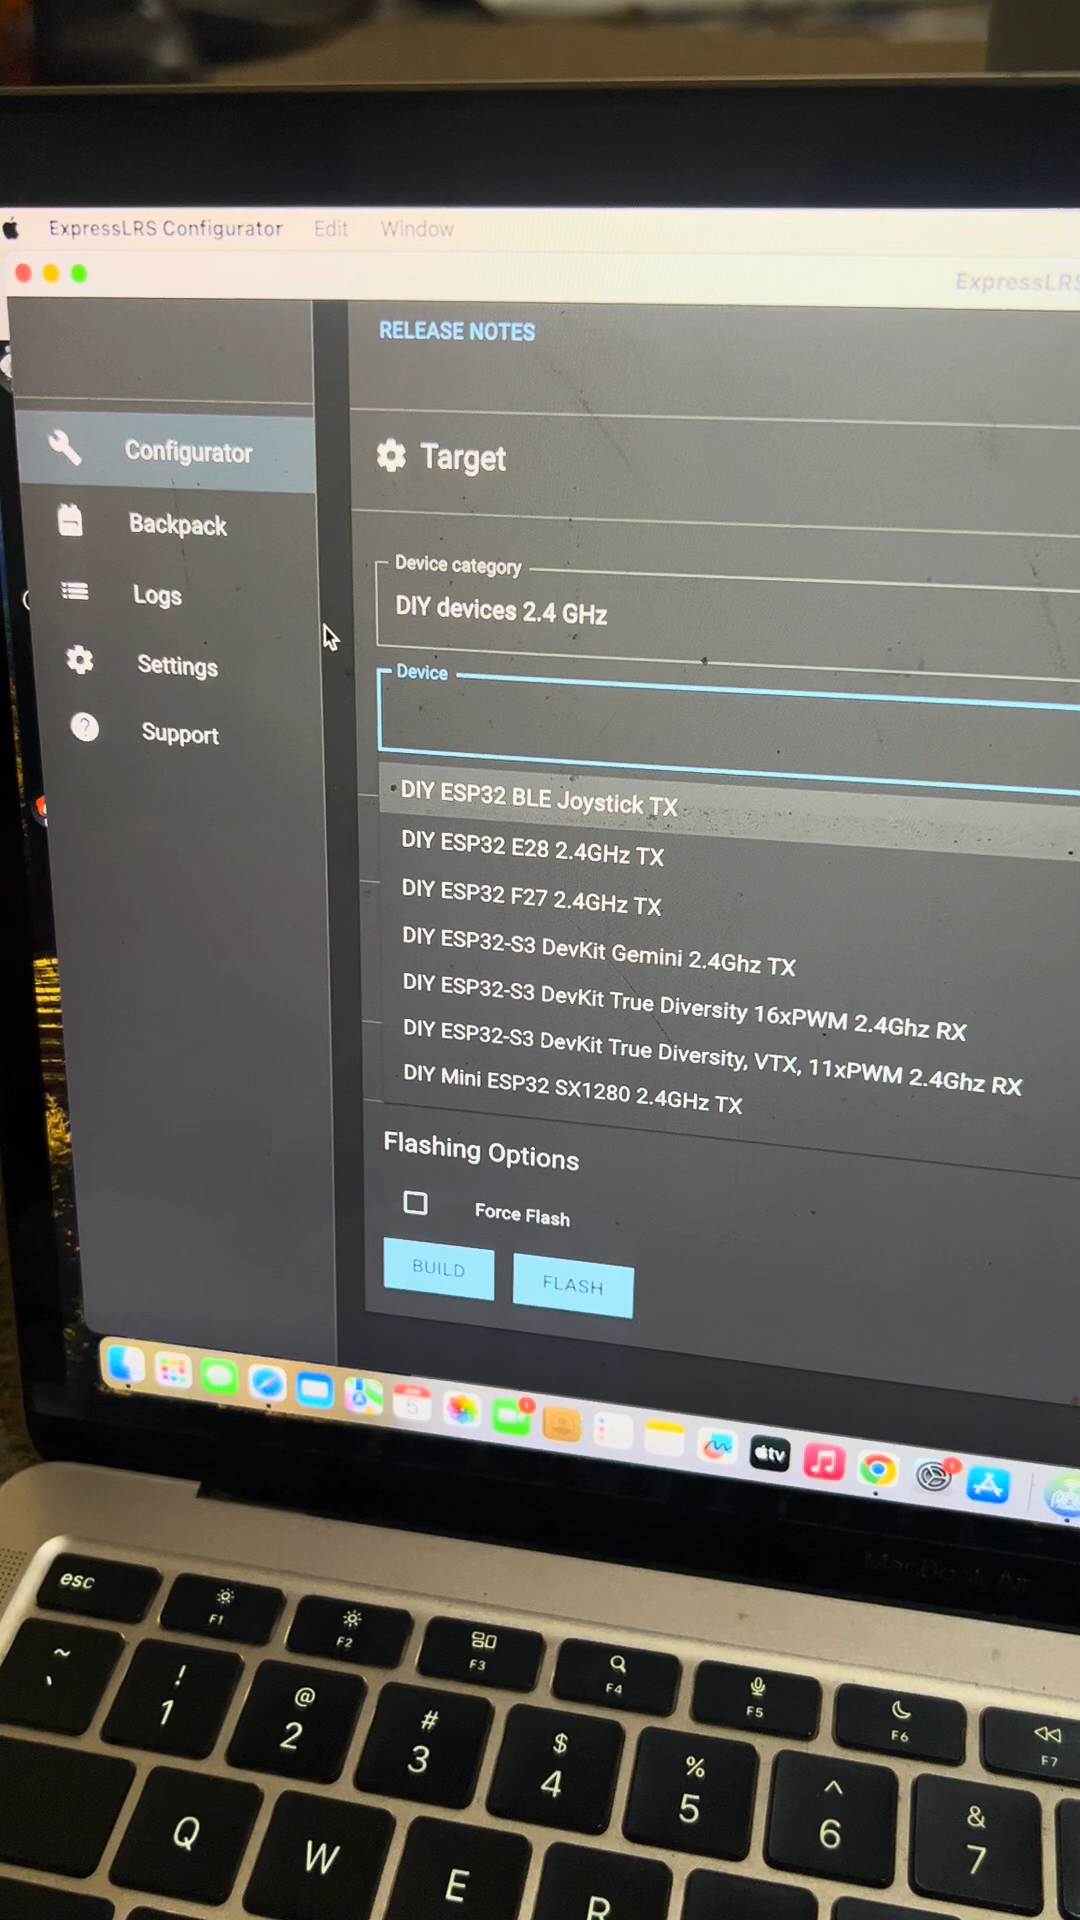 ExpressLRS Configurator Edit Window
ExpressLRS
RELEASE NOTES
Configurator
Backpack
Logs
Settings
Support
Target
Device category
DIY devices 2.4 GHz
Device
DIY ESP32 BLE Joystick TX
DIY ESP32 E28 2.4GHz TX
DIY ESP32 F27 2.4GHz TX
DIY ESP32-S3 DevKit Gemini 2.4Ghz TX
DIY ESP32-S3 DevKit True Diversity 16xPWM 2.4Ghz RX
DIY ESP32-S3 DevKit True Diversity, VTX, 11xPWM 2.4Ghz RX
DIY Mini ESP32 SX1280 2.4GHz TX
Flashing Options
Force Flash
BUILD FLASH
5
tv
MacBook Air
esc
F1 F2 F3 F4 F5 F6 F7
~ ! @ # $ % ^ &
` 1 2 3 4 5 6 7
Q W E R